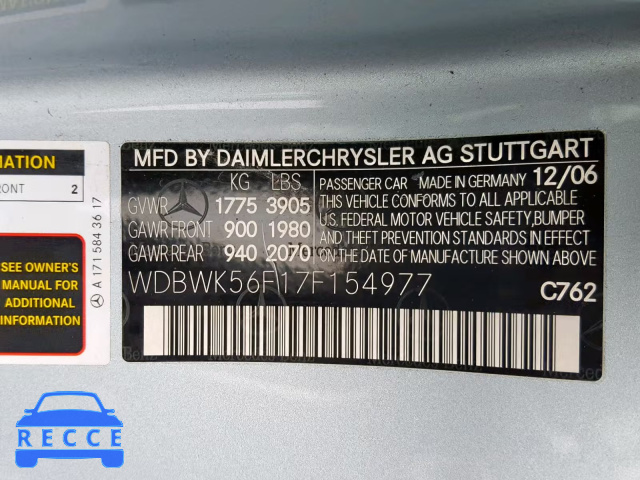 MFD BY DAIMLERCHRYSLER AG STUTTGART
KG LBS
GVWR 1775 3905
GAWR FRONT 900 1980
GAWR REAR 940 2070
PASSENGER CAR MADE IN GERMANY 12/06
THIS VEHICLE CONFORMS TO ALL APPLICABLE
U.S. FEDERAL MOTOR VEHICLE SAFETY, BUMPER
AND THEFT PREVENTION STANDARDS IN EFFECT
ON THE DATE OF MANUFACTURE SHOWN ABOVE
WDBWK56F17F154977
C762
2
SEE OWNER'S
MANUAL FOR
ADDITIONAL
INFORMATION
A 171 584 36 17
RECCE